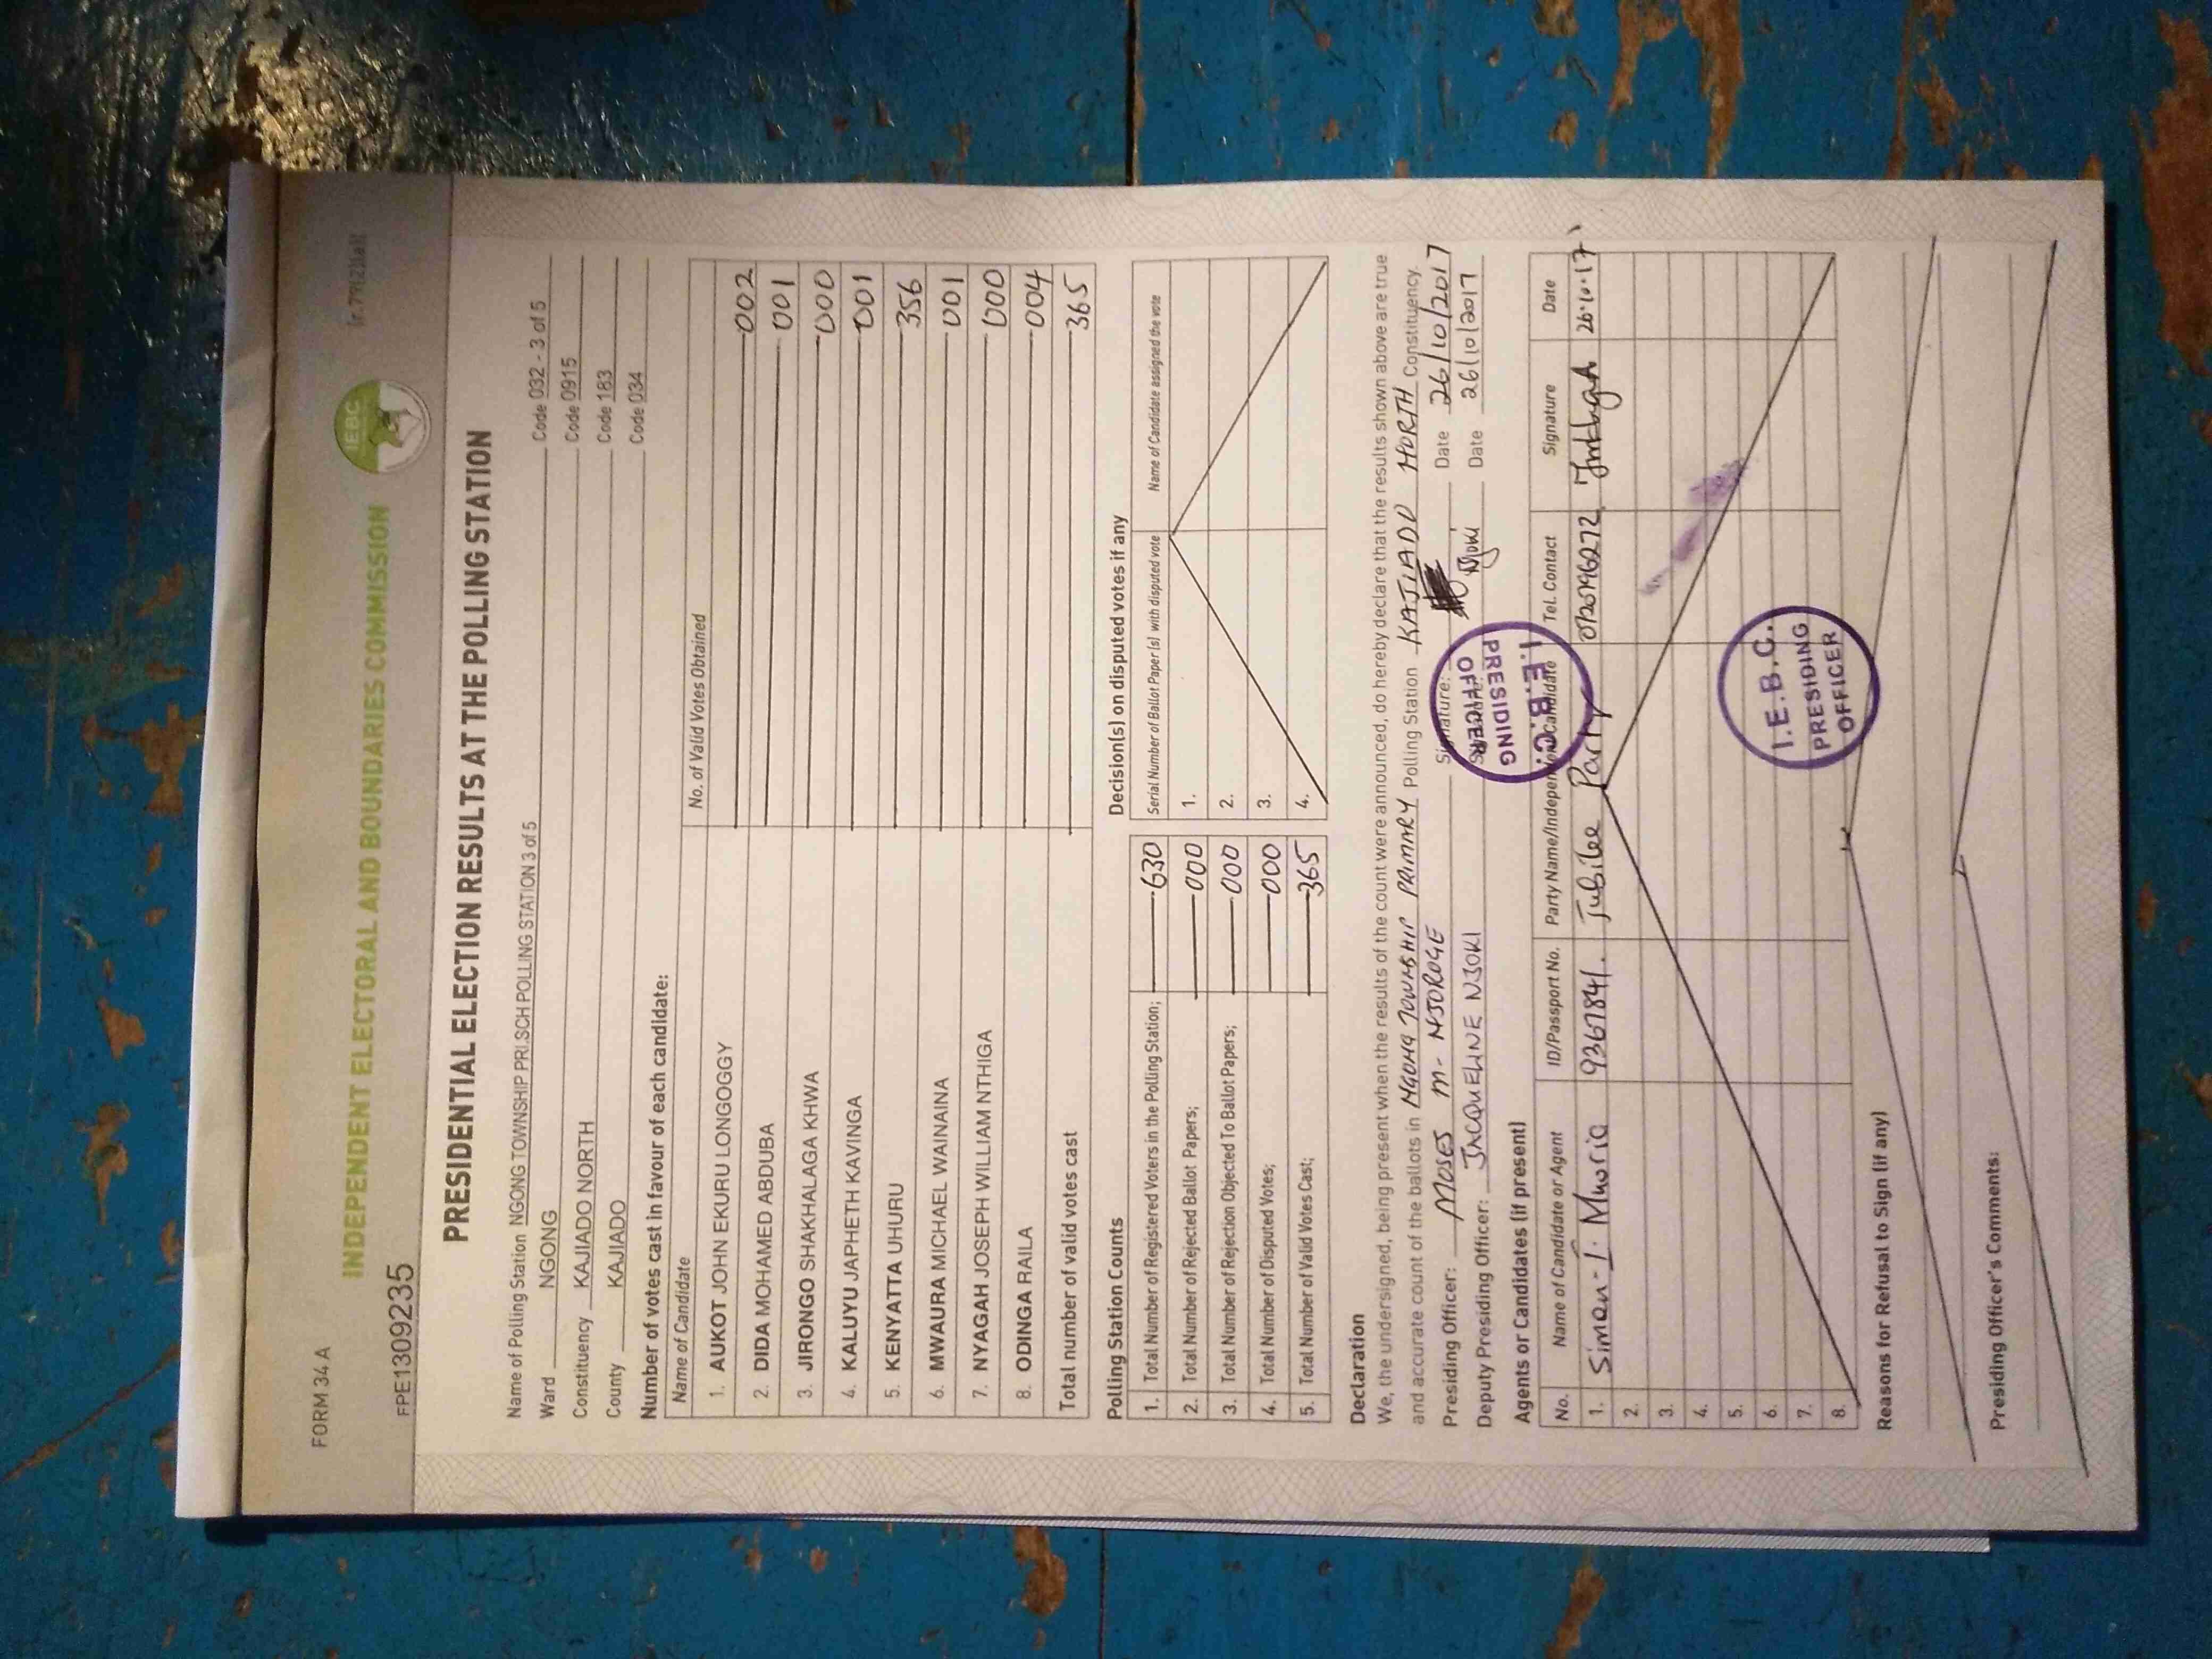 FORM 34 A
INDEPENDENT ELECTORAL AND BOUNDARIES COMMISSION
IEBC
FPE1309235
PRESIDENTIAL ELECTION RESULTS AT THE POLLING STATION
Name of Polling Station NGONG TOWNSHIP PRI.SCH POLLING STATION 3 of 5 Code 032 - 3 of 5
Ward NGONG Code 0915
Constituency KAJIADO NORTH Code 183
County KAJIADO Code 034
Number of votes cast in favour of each candidate:
Name of Candidate No. of Valid Votes Obtained
1. AUKOT JOHN EKURU LONGOGGY 002
2. DIDA MOHAMED ABDUBA 001
3. JIRONGO SHAKHALAGA KHWA 000
4. KALUYU JAPHETH KAVINGA 001
5. KENYATTA UHURU 356
6. MWAURA MICHAEL WAINAINA 001
7. NYAGAH JOSEPH WILLIAM NTHIGA 000
8. ODINGA RAILA 004
Total number of valid votes cast 365
Polling Station Counts
1. Total Number of Registered Voters in the Polling Station; 630
2. Total Number of Rejected Ballot Papers; 000
3. Total Number of Rejection Objected To Ballot Papers; 000
4. Total Number of Disputed Votes; 000
5. Total Number of Valid Votes Cast; 365
Decision(s) on disputed votes if any
Serial Number of Ballot Paper (s) with disputed vote Name of Candidate assigned the vote
1.
2.
3.
4.
Declaration
We, the undersigned, being present when the results of the count were announced, do hereby declare that the results shown above are true
and accurate count of the ballots in NGONG TOWNSHIP PRIMARY Polling Station KAJIADO NORTH Constituency.
Presiding Officer: MOSES M. NJOROGE Signature: Date 26/10/2017
Deputy Presiding Officer: JACQUELINE NJOKI Njoki Date 26/10/2017
I.E.B.C.
PRESIDING
OFFICER
Agents or Candidates (if present)
No. Name of Candidate or Agent ID/Passport No. Party Name/Independent Candidate Tel. Contact Signature Date
1. Simon I. Mworia 9367841. Jubilee Party 0720796272 26.10.17
2.
3.
4.
5.
6.
7.
8.
I.E.B.C.
PRESIDING
OFFICER
Reasons for Refusal to Sign (if any)
Presiding Officer's Comments: